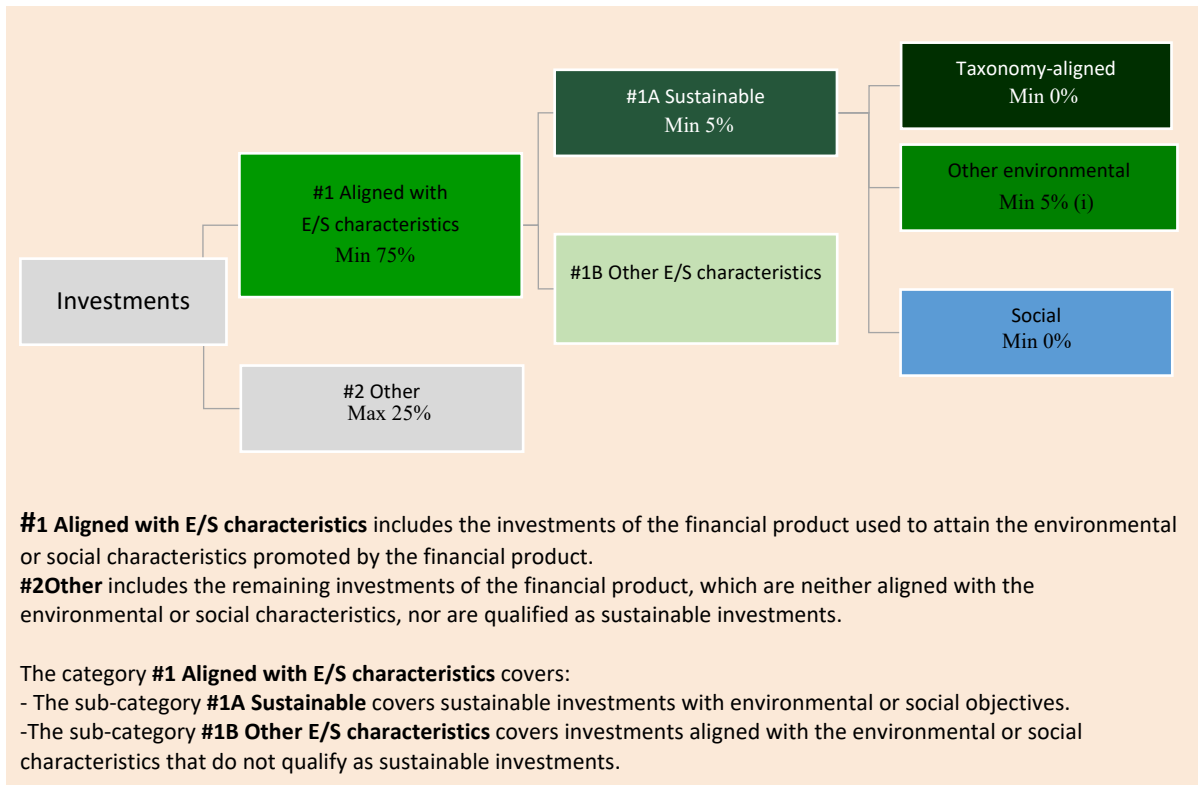 Investments
#1 Aligned with
E/S characteristics
Min 75%
#2 Other
Max 25%
#1A Sustainable
Min 5%
#1B Other E/S characteristics
Taxonomy-aligned
Min 0%
Other environmental
Min 5% (i)
Social
Min 0%
#1 Aligned with E/S characteristics includes the investments of the financial product used to attain the environmental
or social characteristics promoted by the financial product.
#2Other includes the remaining investments of the financial product, which are neither aligned with the
environmental or social characteristics, nor are qualified as sustainable investments.
The category #1 Aligned with E/S characteristics covers:
- The sub-category #1A Sustainable covers sustainable investments with environmental or social objectives.
-The sub-category #1B Other E/S characteristics covers investments aligned with the environmental or social
characteristics that do not qualify as sustainable investments.